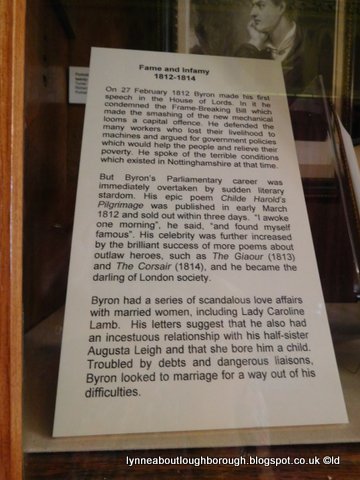 Fame and Infamy
1812-1814
On 27 February 1812 Byron made his first
speech in the House of Lords. In it he
condemned the Frame-Breaking Bill which
made the smashing of the new mechanical
looms a capital offence. He defended the
many workers who lost their livelihood to
machines and argued for government policies
which would help the people and relieve their
poverty. He spoke of the terrible conditions
which existed in Nottinghamshire at that time.
But Byron's Parliamentary career was
immediately overtaken by sudden literary
stardom. His epic poem Childe Harold's
Pilgrimage was published in early March
1812 and sold out within three days. "I awoke
one morning", he said, "and found myself
famous". His celebrity was further increased
by the brilliant success of more poems about
outlaw heroes, such as The Giaour (1813)
and The Corsair (1814), and he became the
darling of London society.
Byron had a series of scandalous love affairs
with married women, including Lady Caroline
Lamb. His letters suggest that he also had
an incestuous relationship with his half-sister
Augusta Leigh and that she bore him a child.
Troubled by debts and dangerous liaisons,
Byron looked to marriage for a way out of his
difficulties.
lynneaboutloughborough.blogspot.co.uk ©ld